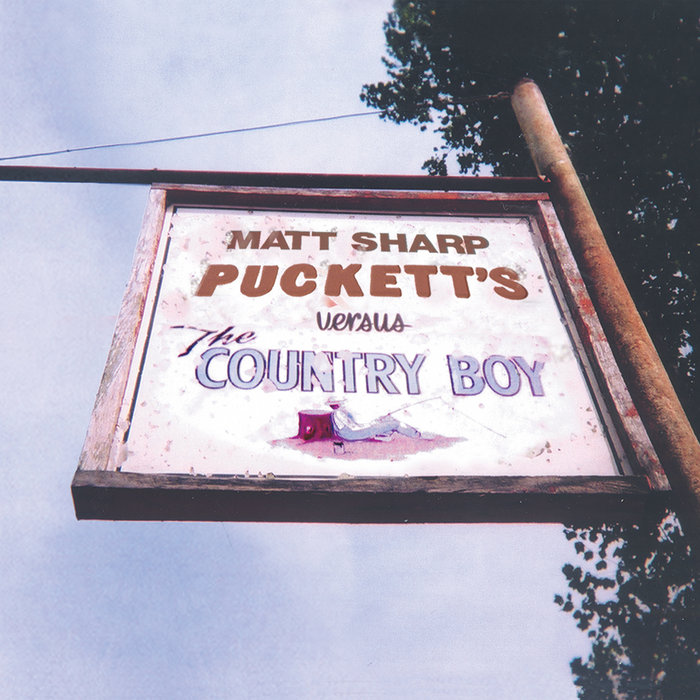 MATT SHARP
PUCKETT'S
versus
The
COUNTRY BOY